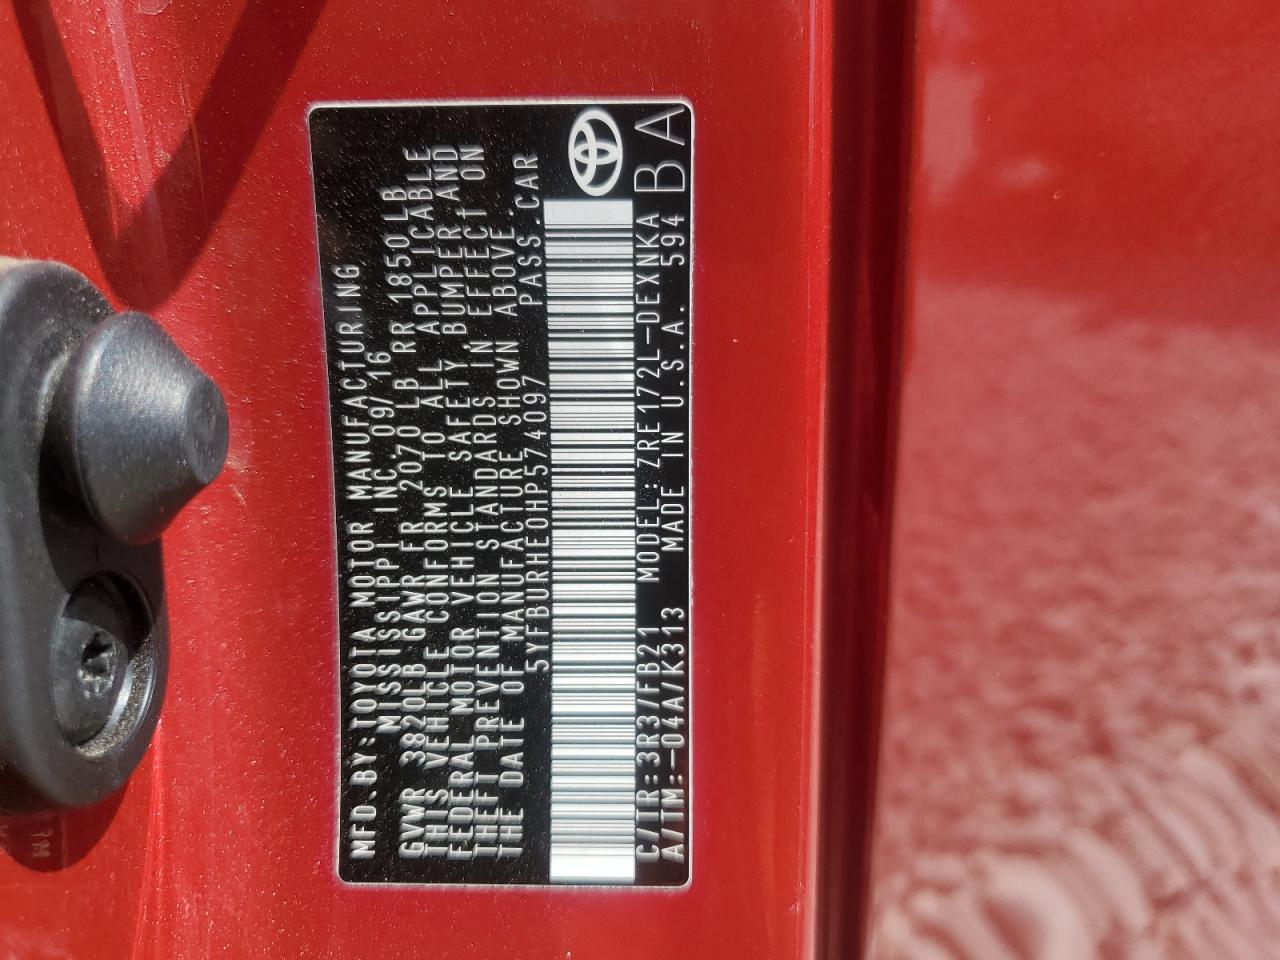 MFD.BY:TOYOTA MOTOR MANUFACTURING
MISSISSIPPI INC. 09/16
GVWR 3820LB GAWR FR 2070 LB RR 1850LB
THIS VEHICLE CONFORMS TO ALL APPLICABLE
FEDERAL MOTOR VEHICLE SAFETY BUMPER, AND
THEFT PREVENTION STANDARDS IN EFFECT ON
THE DATE OF MANUFACTURE SHOWN ABOVE.
5YFBURHE0HP574097 PASS.CAR
C/TR:3R3/FB21 MODEL:ZRE172L-DEXNKA
A/TM:-04A/K313 MADE IN U.S.A. 594
BA